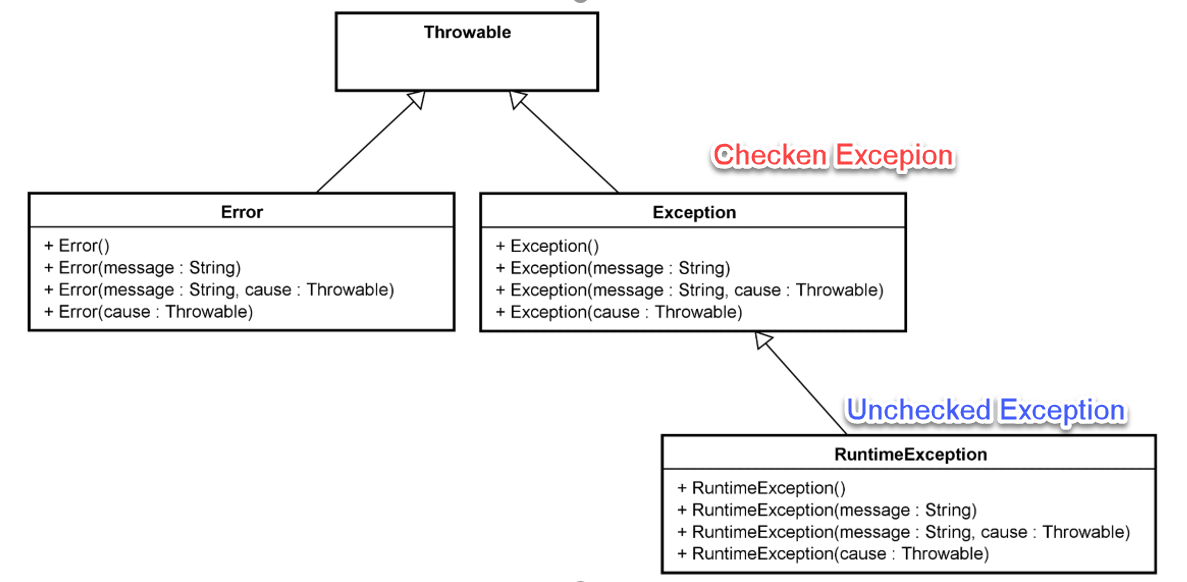 Throwable
Checken Excepion
Error
+ Error()
+ Error(message : String)
+ Error(message : String, cause : Throwable)
+ Error(cause : Throwable)
Exception
+ Exception()
+ Exception(message : String)
+ Exception(message : String, cause : Throwable)
+ Exception(cause : Throwable)
Unchecked Exception
RuntimeException
+ RuntimeException()
+ RuntimeException(message : String)
+ RuntimeException(message : String, cause : Throwable)
+ RuntimeException(cause : Throwable)